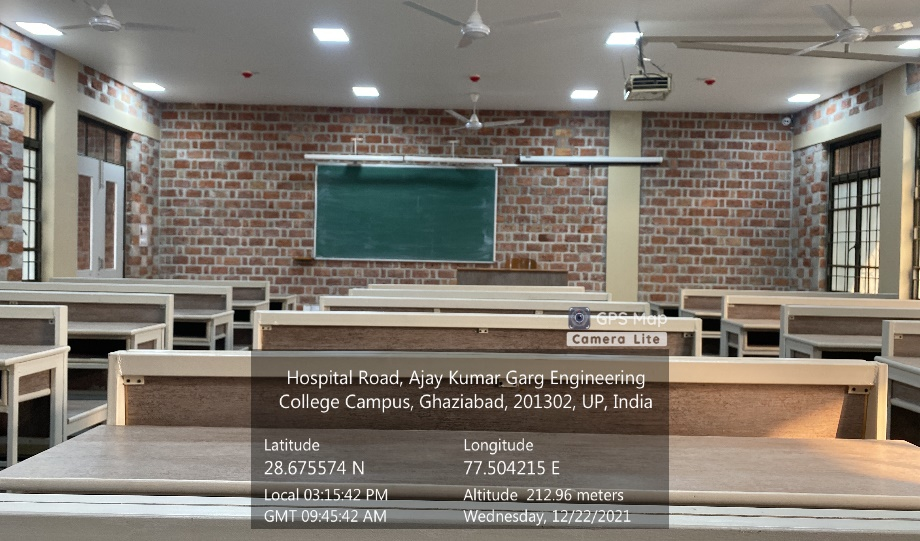 GPS Map
Camera Lite
Hospital Road, Ajay Kumar Garg Engineering
College Campus, Ghaziabad, 201302, UP, India
Latitude
28.675574 N
Longitude
77.504215 E
Local 03:15:42 PM
GMT 09:45:42 AM
Altitude 212.96 meters
Wednesday, 12/22/2021